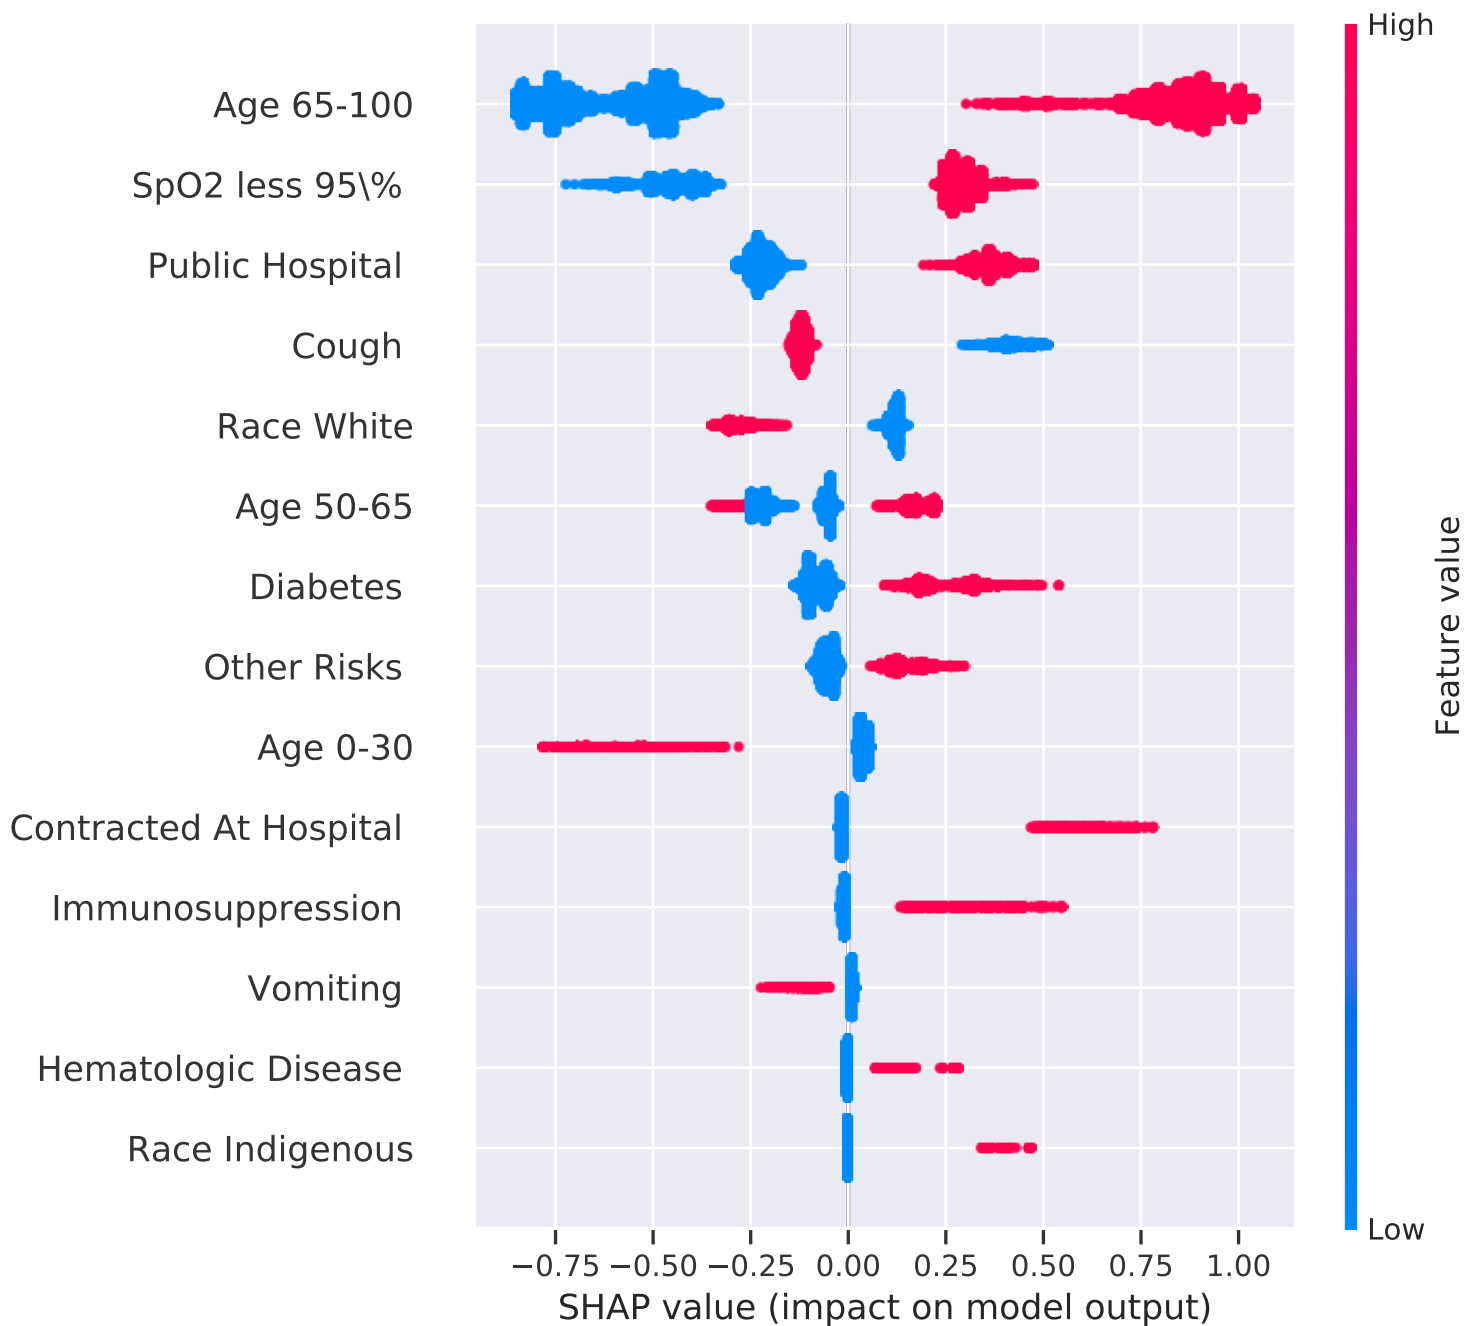 High
Age 65-100
SpO2 less 95\%
Public Hospital
Cough
Race White
Age 50-65
Diabetes
Other Risks
Age 0-30
Contracted At Hospital
Immunosuppression
Vomiting
Hematologic Disease
Race Indigenous
Feature value
Low
−0.75 −0.50 −0.25 0.00 0.25 0.50 0.75 1.00
SHAP value (impact on model output)